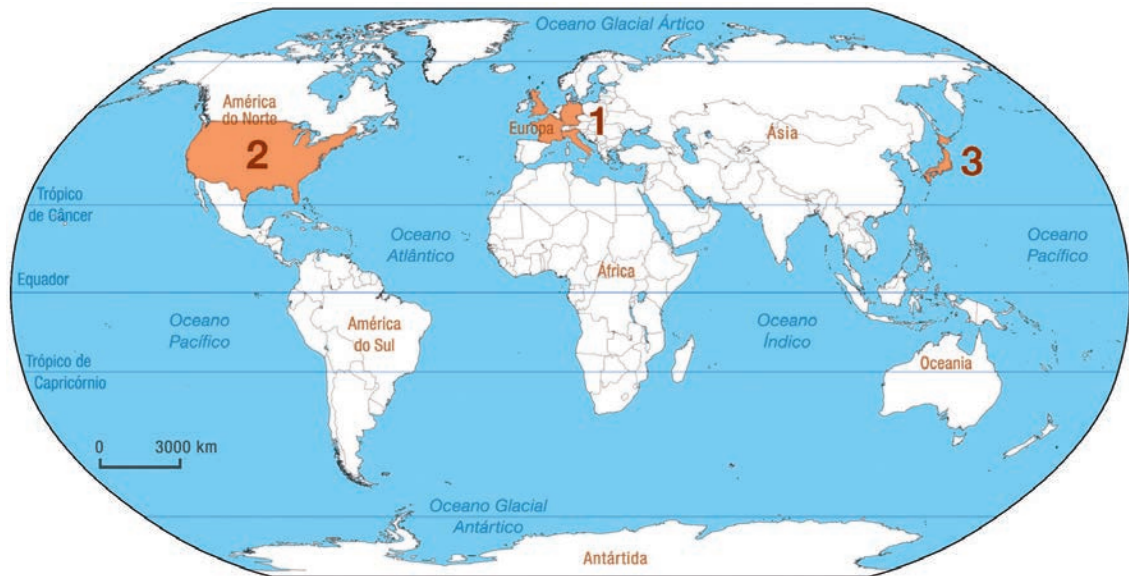 Oceano Glacial Ártico
América
do Norte
2
Europa
1
Ásia
3
Trópico
de Câncer
Oceano
Atlântico
Oceano
Pacífico
Equador
África
Oceano
Pacífico
América
do Sul
Oceano
Índico
Trópico de
Capricórnio
Oceania
0 3000 km
Oceano Glacial
Antártico
Antártida